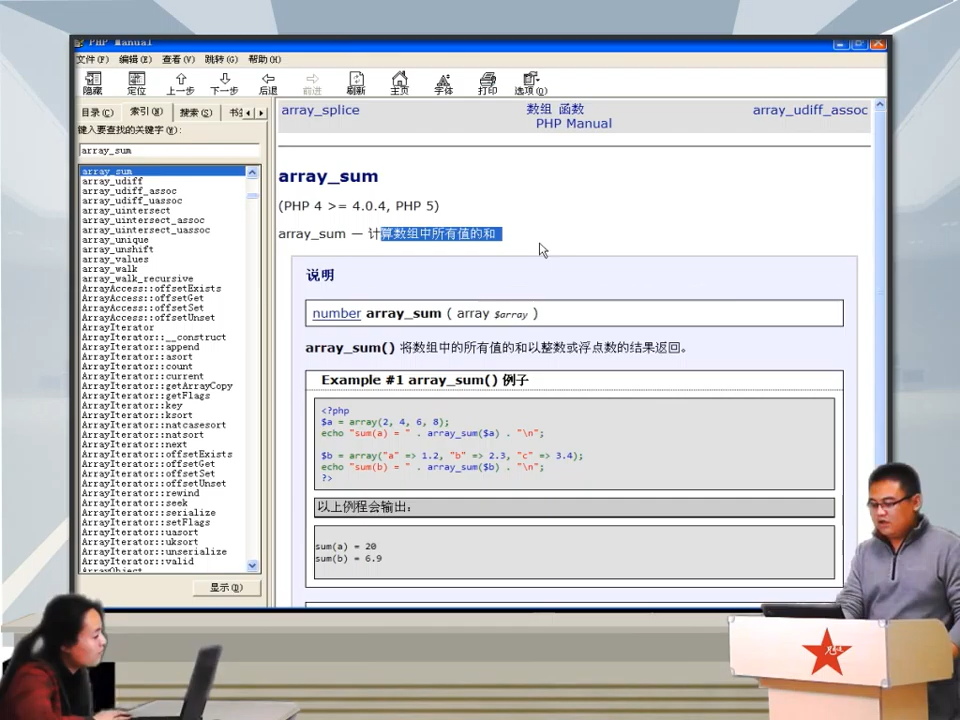 PHP Manual
文件(F) 编辑(E) 查看(V) 跳转(G) 帮助(H)
隐藏 定位 上一步 下一步 后退 前进 刷新 主页 字体 打印 选项(O)
目录(C) 索引(N) 搜索(S)
键入要查找的关键字(W):
array_sum
array_sum
array_udiff
array_udiff_assoc
array_udiff_uassoc
array_uintersect
array_uintersect_assoc
array_uintersect_uassoc
array_unique
array_unshift
array_values
array_walk
array_walk_recursive
ArrayAccess::offsetExists
ArrayAccess::offsetGet
ArrayAccess::offsetSet
ArrayAccess::offsetUnset
ArrayIterator
ArrayIterator::__construct
ArrayIterator::append
ArrayIterator::asort
ArrayIterator::count
ArrayIterator::current
ArrayIterator::getArrayCopy
ArrayIterator::getFlags
ArrayIterator::key
ArrayIterator::ksort
ArrayIterator::natcasesort
ArrayIterator::natsort
ArrayIterator::next
ArrayIterator::offsetExists
ArrayIterator::offsetGet
ArrayIterator::offsetSet
ArrayIterator::offsetUnset
ArrayIterator::rewind
ArrayIterator::seek
ArrayIterator::serialize
ArrayIterator::setFlags
ArrayIterator::uasort
ArrayIterator::uksort
ArrayIterator::unserialize
ArrayIterator::valid
ArrayObject
显示(D)
array_splice 数组 函数 array_udiff_assoc
PHP Manual
array_sum
(PHP 4 >= 4.0.4, PHP 5)
array_sum — 计算数组中所有值的和
说明
number array_sum ( array $array )
array_sum() 将数组中的所有值的和以整数或浮点数的结果返回。
Example #1 array_sum() 例子
<?php
$a = array(2, 4, 6, 8);
echo "sum(a) = " . array_sum($a) . "\n";
$b = array("a" => 1.2, "b" => 2.3, "c" => 3.4);
echo "sum(b) = " . array_sum($b) . "\n";
?>
以上例程会输出：
sum(a) = 20
sum(b) = 6.9